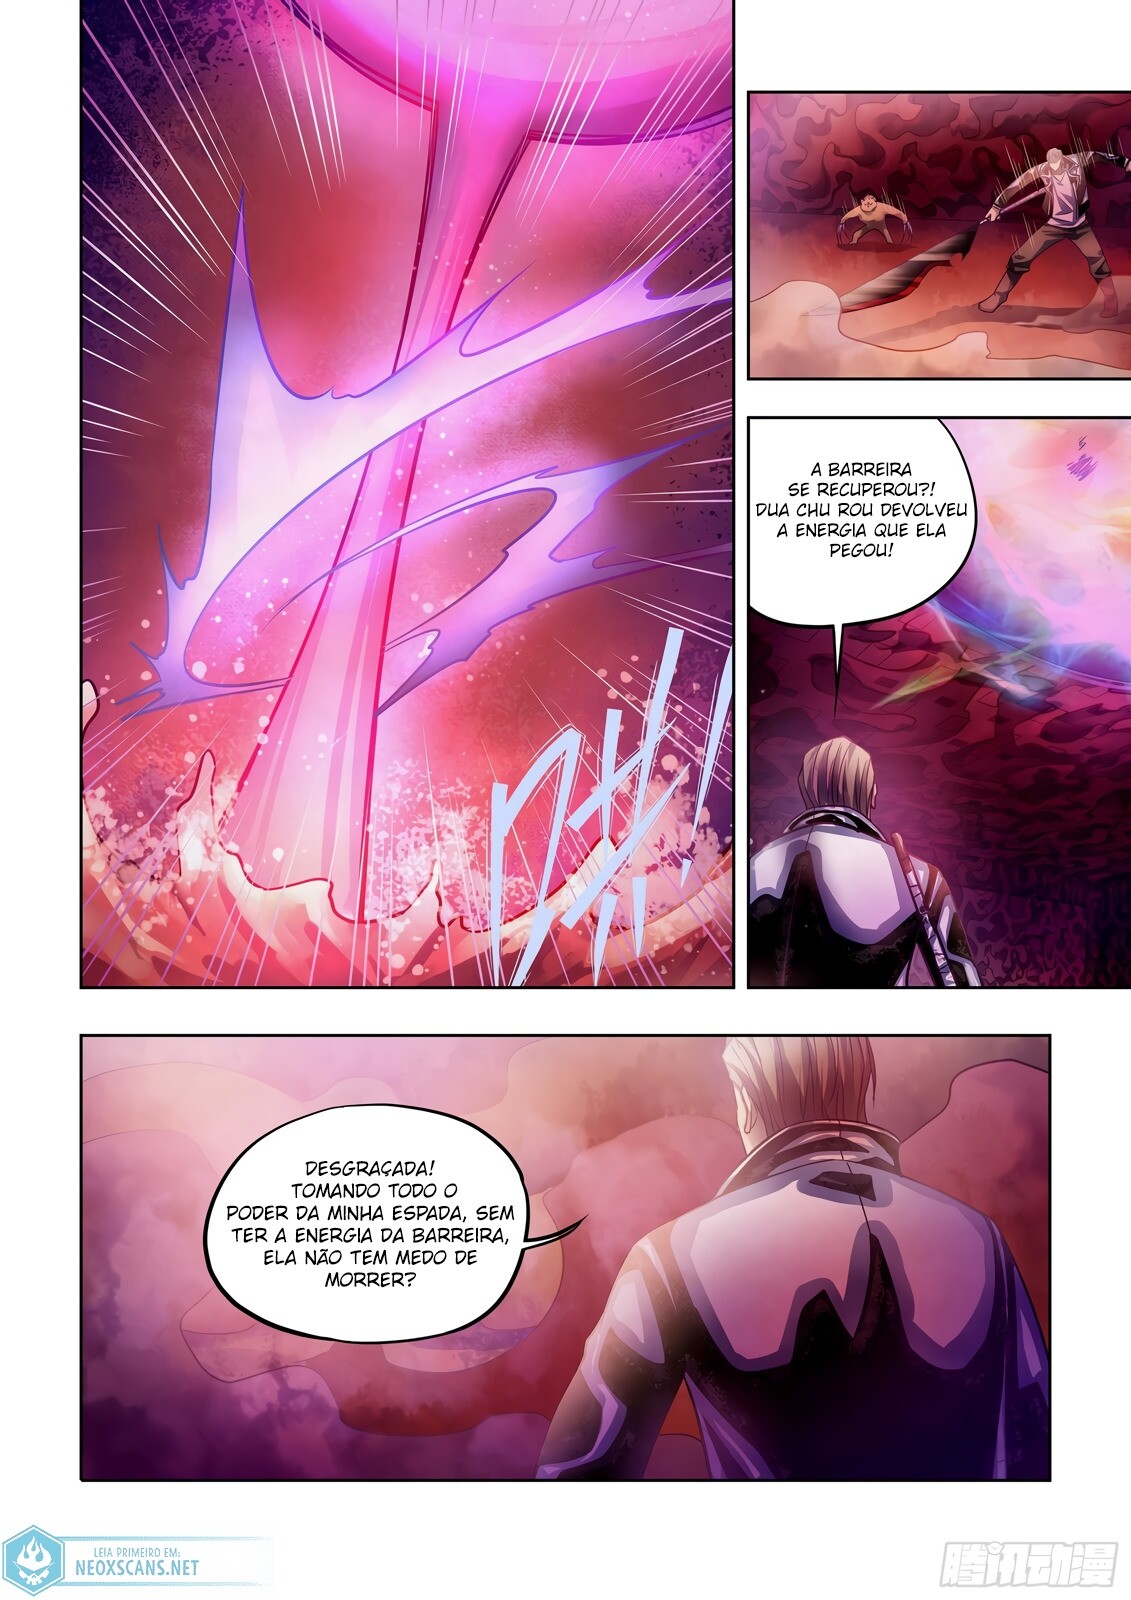 A BARREIRA
SE RECUPEROU?!
DUA CHU ROU DEVOLVEU
A ENERGIA QUE ELA
PEGOU!
DESGRAÇADA!
TOMANDO TODO O
PODER DA MINHA ESPADA, SEM
TER A ENERGIA DA BARREIRA,
ELA NÃO TEM MEDO DE
MORRER?
LEIA PRIMEIRO EM:
NEOXSCANS.NET
腾讯动漫